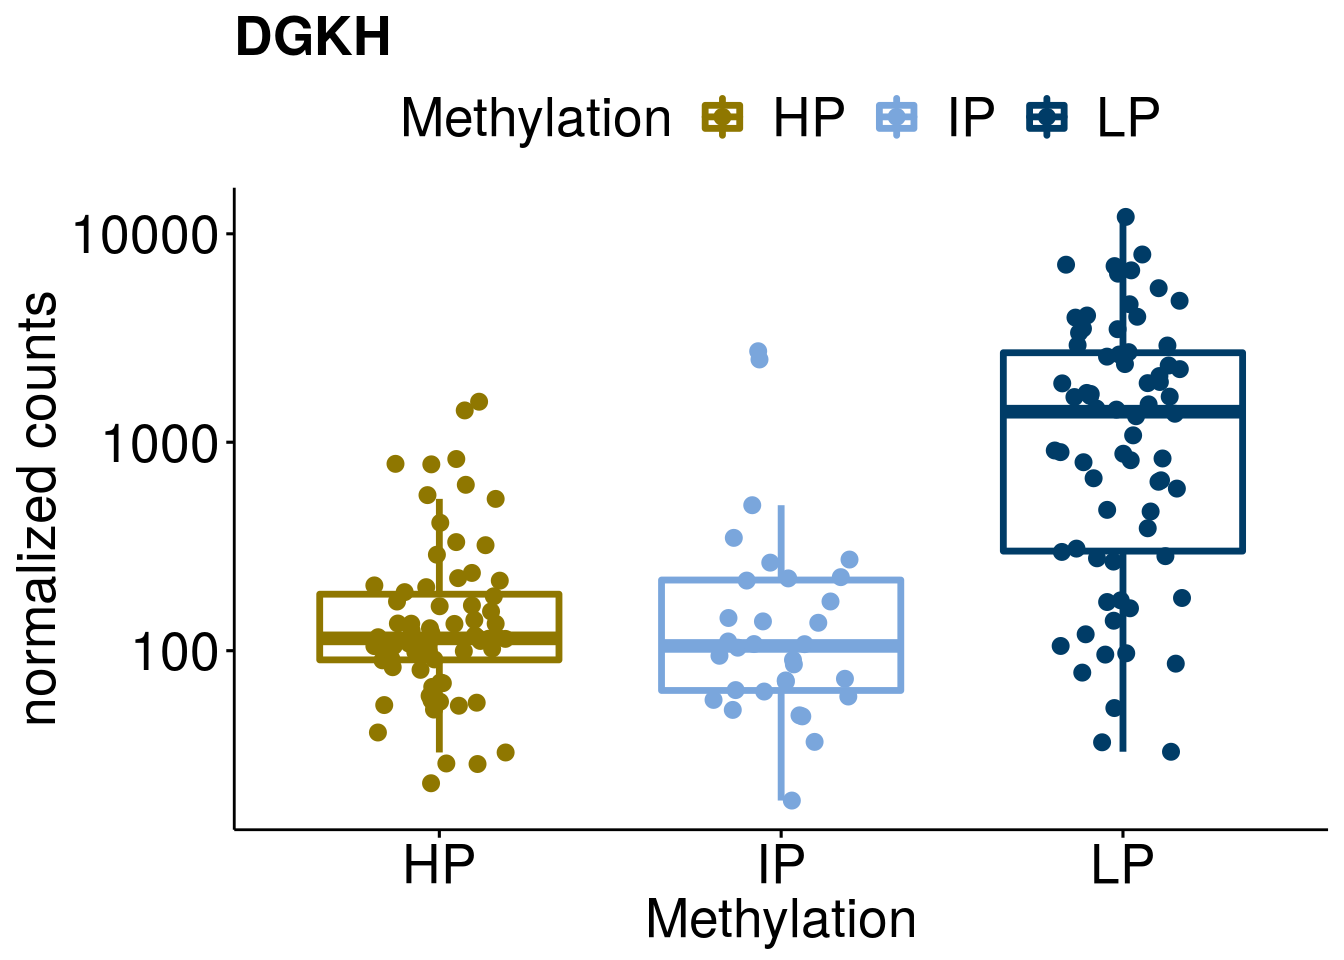 DGKH
Methylation HP IP LP
10000
1000
100
normalized counts
HP IP LP
Methylation